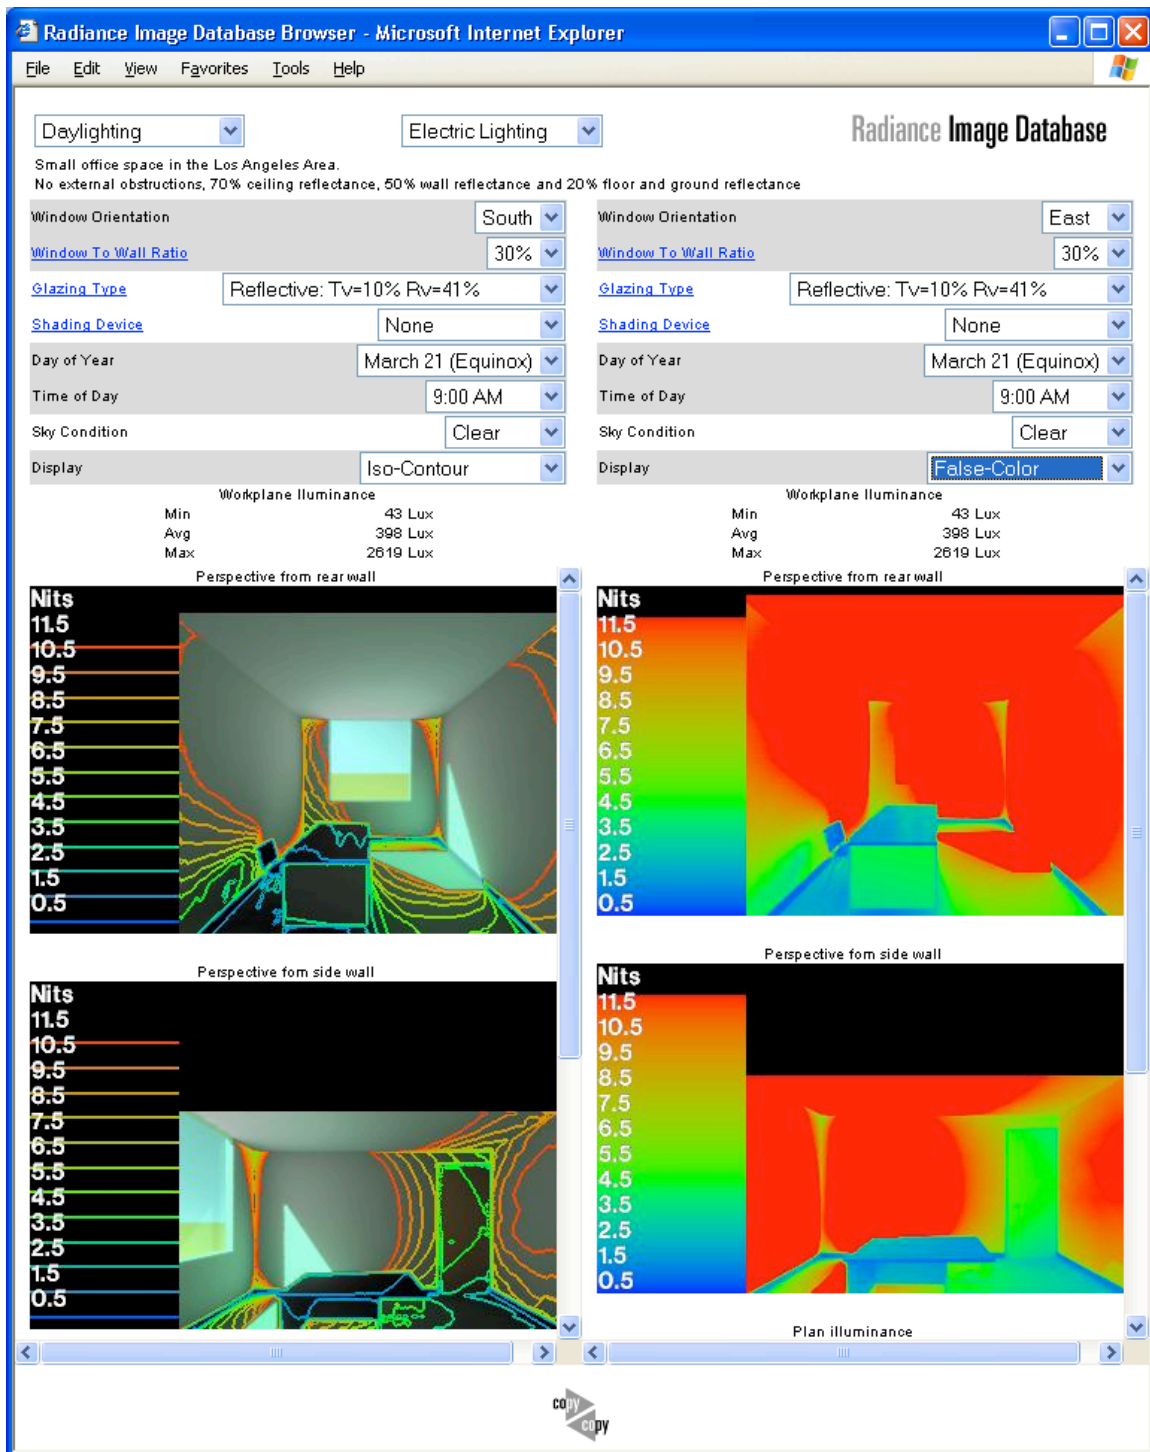 Radiance Image Database Browser - Microsoft Internet Explorer
File Edit View Favorites Tools Help
Daylighting Electric Lighting Radiance Image Database
Small office space in the Los Angeles Area.
No external obstructions, 70% ceiling reflectance, 50% wall reflectance and 20% floor and ground reflectance
Window Orientation South
Window To Wall Ratio 30%
Glazing Type Reflective: Tv=10% Rv=41%
Shading Device None
Day of Year March 21 (Equinox)
Time of Day 9:00 AM
Sky Condition Clear
Display Iso-Contour
Workplane Iluminance
Min 43 Lux
Avg 398 Lux
Max 2619 Lux
Perspective from rear wall
Nits
11.5
10.5
9.5
8.5
7.5
6.5
5.5
4.5
3.5
2.5
1.5
0.5
Perspective fom side wall
Nits
11.5
10.5
9.5
8.5
7.5
6.5
5.5
4.5
3.5
2.5
1.5
0.5
Window Orientation East
Window To Wall Ratio 30%
Glazing Type Reflective: Tv=10% Rv=41%
Shading Device None
Day of Year March 21 (Equinox)
Time of Day 9:00 AM
Sky Condition Clear
Display False-Color
Workplane Iluminance
Min 43 Lux
Avg 398 Lux
Max 2619 Lux
Perspective from rear wall
Nits
11.5
10.5
9.5
8.5
7.5
6.5
5.5
4.5
3.5
2.5
1.5
0.5
Perspective fom side wall
Nits
11.5
10.5
9.5
8.5
7.5
6.5
5.5
4.5
3.5
2.5
1.5
0.5
Plan illuminance
copy
copy